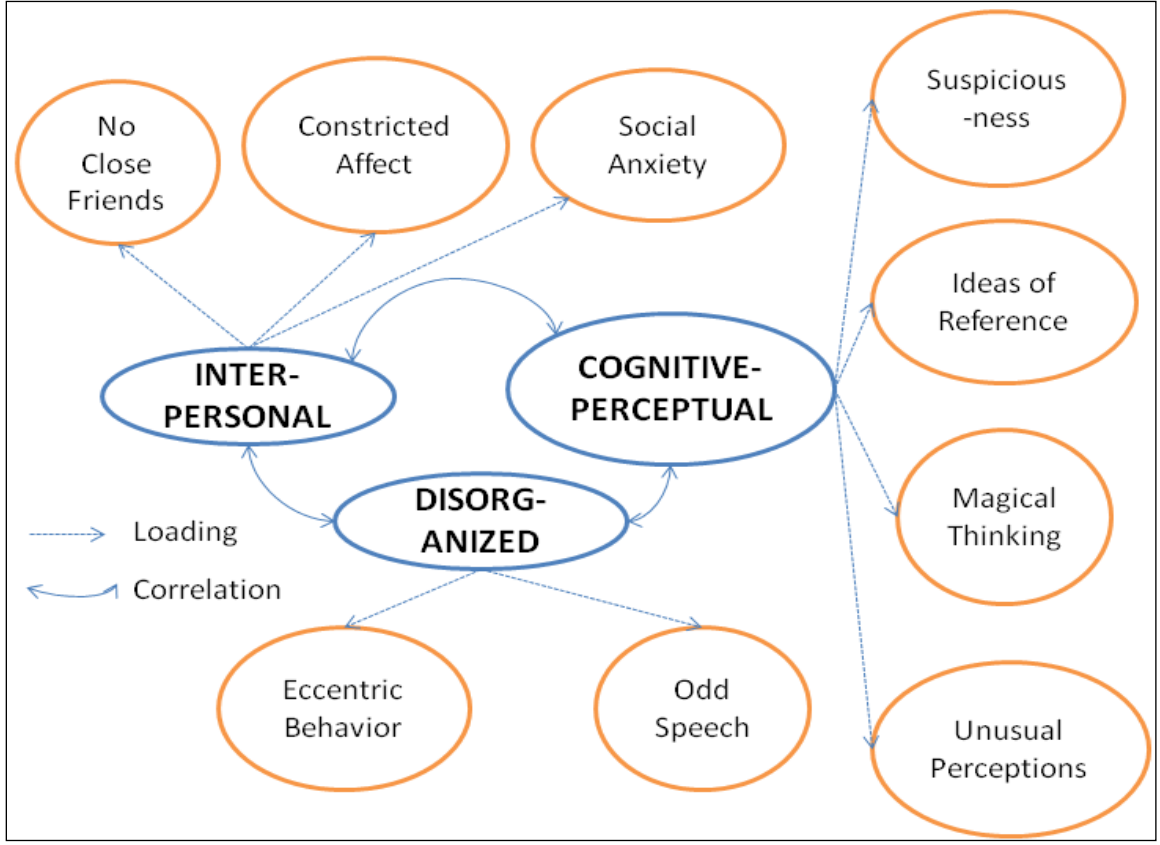 No
Close
Friends
Constricted
Affect
Social
Anxiety
Suspicious
-ness
Ideas of
Reference
INTER-
PERSONAL
COGNITIVE-
PERCEPTUAL
DISORG-
ANIZED
Magical
Thinking
Loading
Correlation
Eccentric
Behavior
Odd
Speech
Unusual
Perceptions